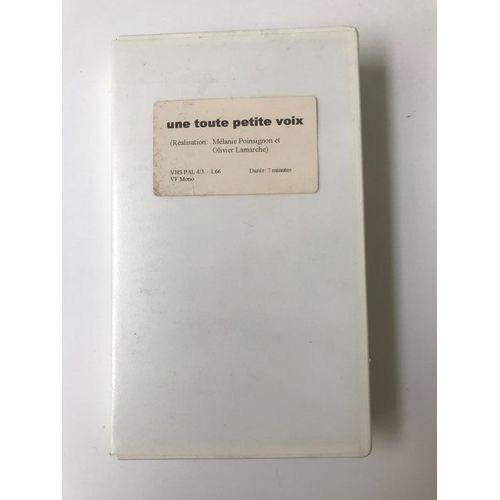 une toute petite voix
(Réalisation: Mélanie Poinsignon et
Olivier Lamarche)
VHS PAL 4/3 – 1.66 Durée: 7 minutes
VF Mono